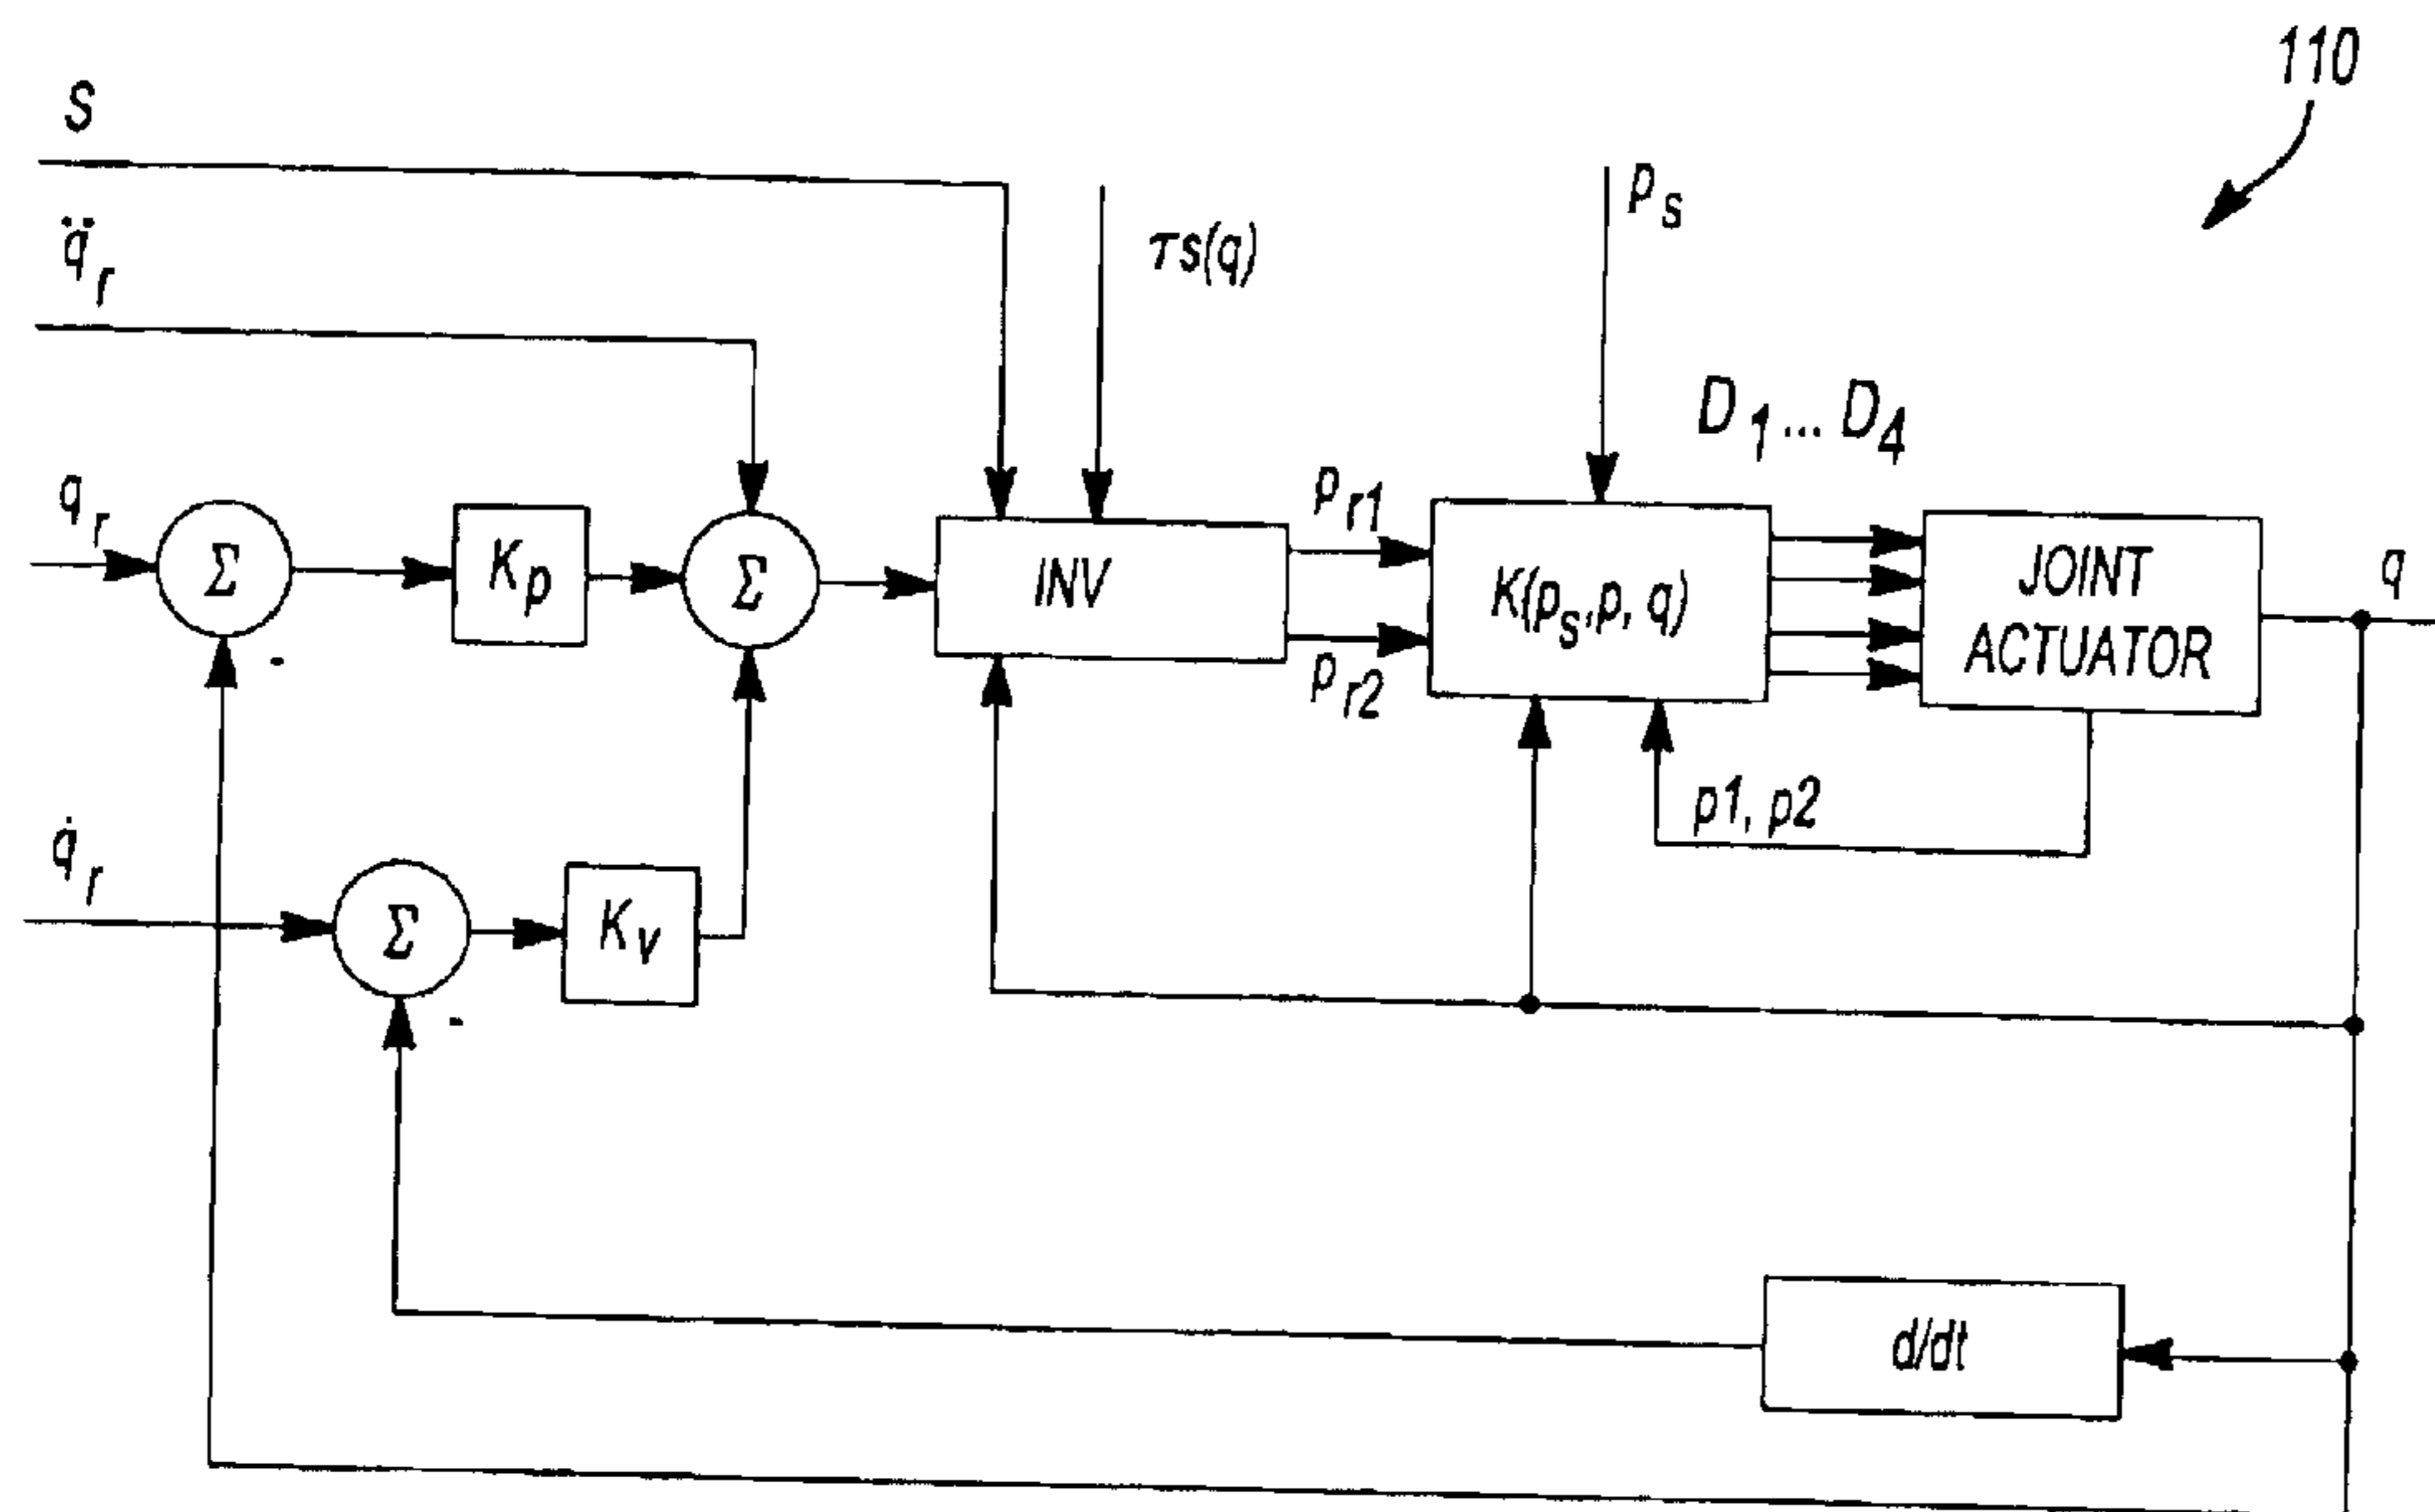 110
S
q̈r
τs(q)
ps
D1... D4
qr
Σ
Kp
Σ
INV
pr1
pr2
K(ps,p, q)
JOINT
ACTUATOR
q
-
p1, p2
q̇r
Σ
Kv
-
d/dt